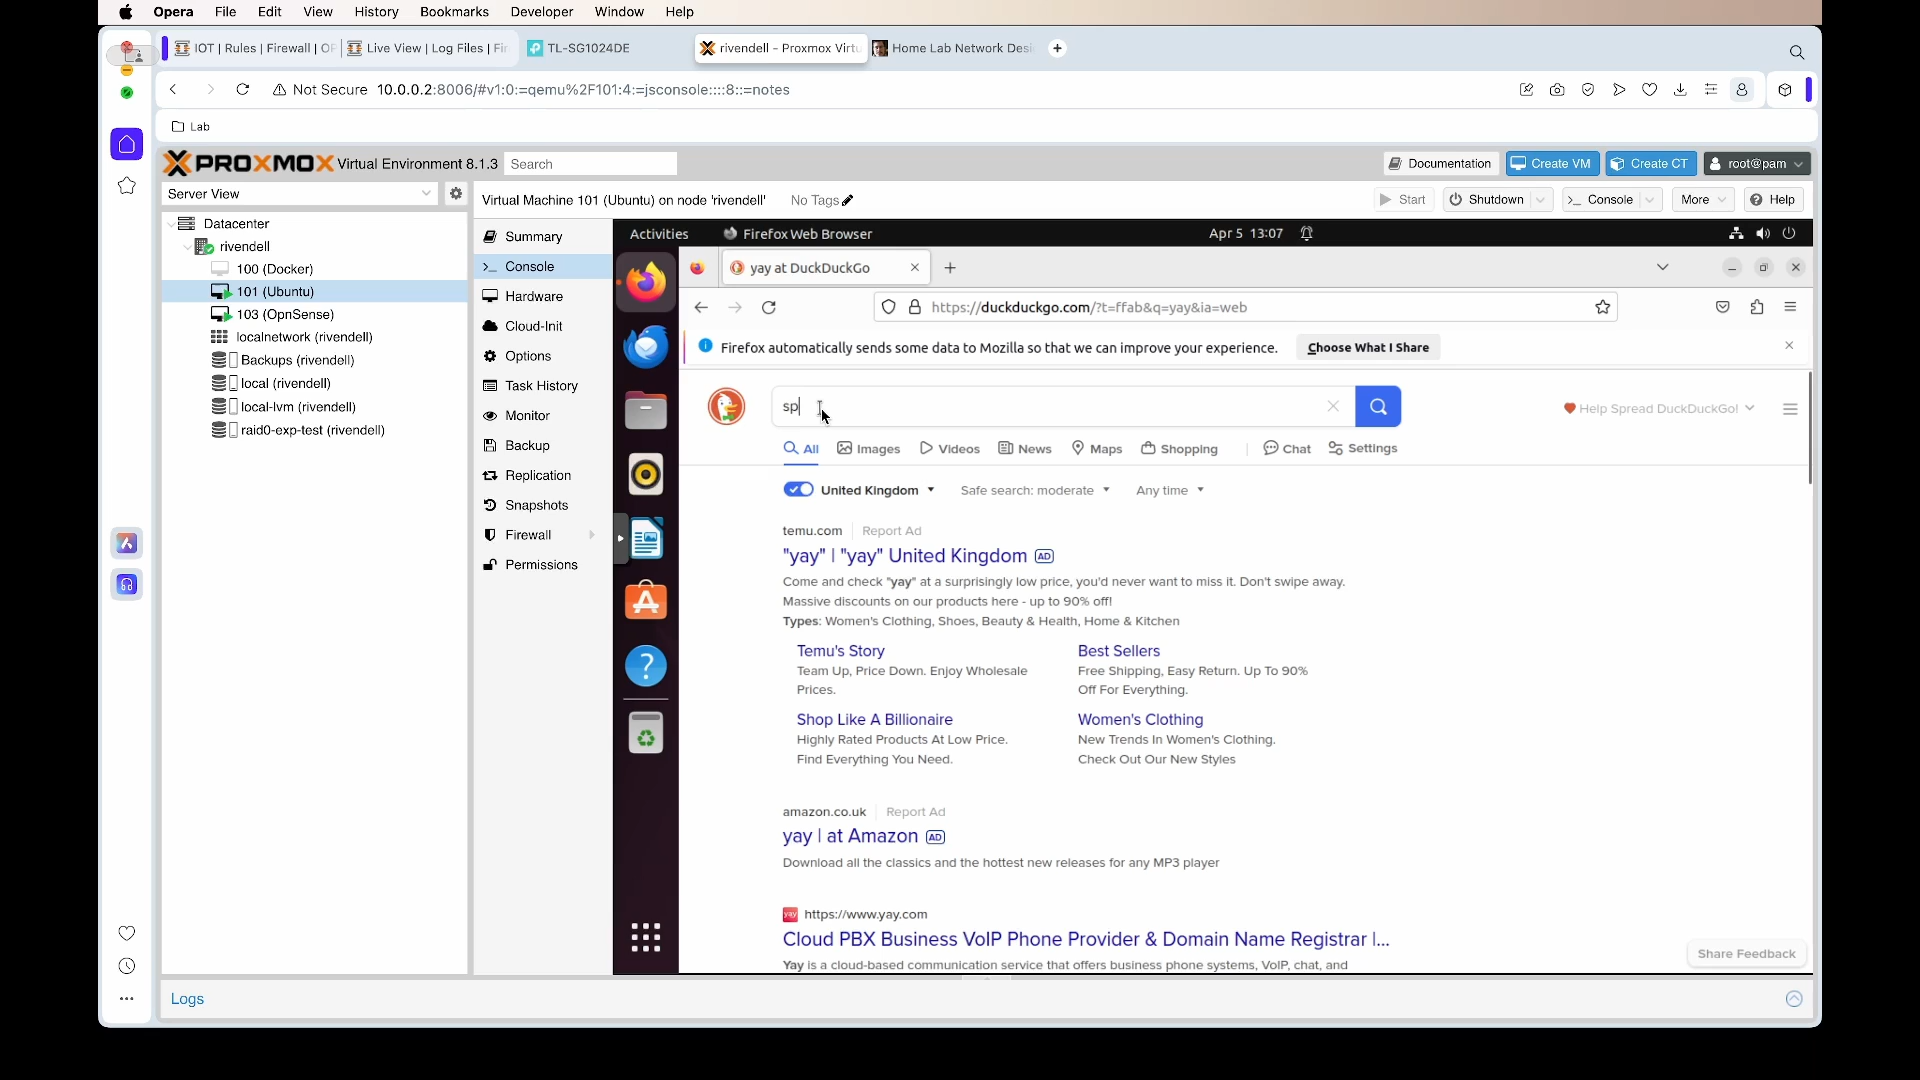 Opera File Edit View History Bookmarks Developer Window Help
IOT | Rules | Firewall | OP
Live View | Log Files | Fir
TL-SG1024DE
rivendell – Proxmox Virtu
Home Lab Network Desi
Not Secure 10.0.0.2:8006/#v1:0:=qemu%2F101:4:=jsconsole::::8::=notes
Lab
PROXMOX Virtual Environment 8.1.3 Search
Documentation Create VM Create CT root@pam
Server View
Virtual Machine 101 (Ubuntu) on node 'rivendell' No Tags
Start Shutdown >_ Console More Help
Datacenter
rivendell
100 (Docker)
101 (Ubuntu)
103 (OpnSense)
localnetwork (rivendell)
Backups (rivendell)
local (rivendell)
local-lvm (rivendell)
raid0-exp-test (rivendell)
Summary
>_ Console
Hardware
Cloud-Init
Options
Task History
Monitor
Backup
Replication
Snapshots
Firewall
Permissions
Activities Firefox Web Browser Apr 5 13:07
yay at DuckDuckGo
https://duckduckgo.com/?t=ffab&q=yay&ia=web
Firefox automatically sends some data to Mozilla so that we can improve your experience. Choose What I Share
sp
Help Spread DuckDuckGo!
All Images Videos News Maps Shopping Chat Settings
United Kingdom Safe search: moderate Any time
temu.com Report Ad
"yay" | "yay" United Kingdom AD
Come and check "yay" at a surprisingly low price, you'd never want to miss it. Don't swipe away.
Massive discounts on our products here - up to 90% off!
Types: Women's Clothing, Shoes, Beauty & Health, Home & Kitchen
Temu's Story
Team Up, Price Down. Enjoy Wholesale
Prices.
Best Sellers
Free Shipping, Easy Return. Up To 90%
Off For Everything.
Shop Like A Billionaire
Highly Rated Products At Low Price.
Find Everything You Need.
Women's Clothing
New Trends In Women's Clothing.
Check Out Our New Styles
amazon.co.uk Report Ad
yay | at Amazon AD
Download all the classics and the hottest new releases for any MP3 player
yay https://www.yay.com
Cloud PBX Business VoIP Phone Provider & Domain Name Registrar |...
Yay is a cloud-based communication service that offers business phone systems, VoIP, chat, and
Share Feedback
Logs